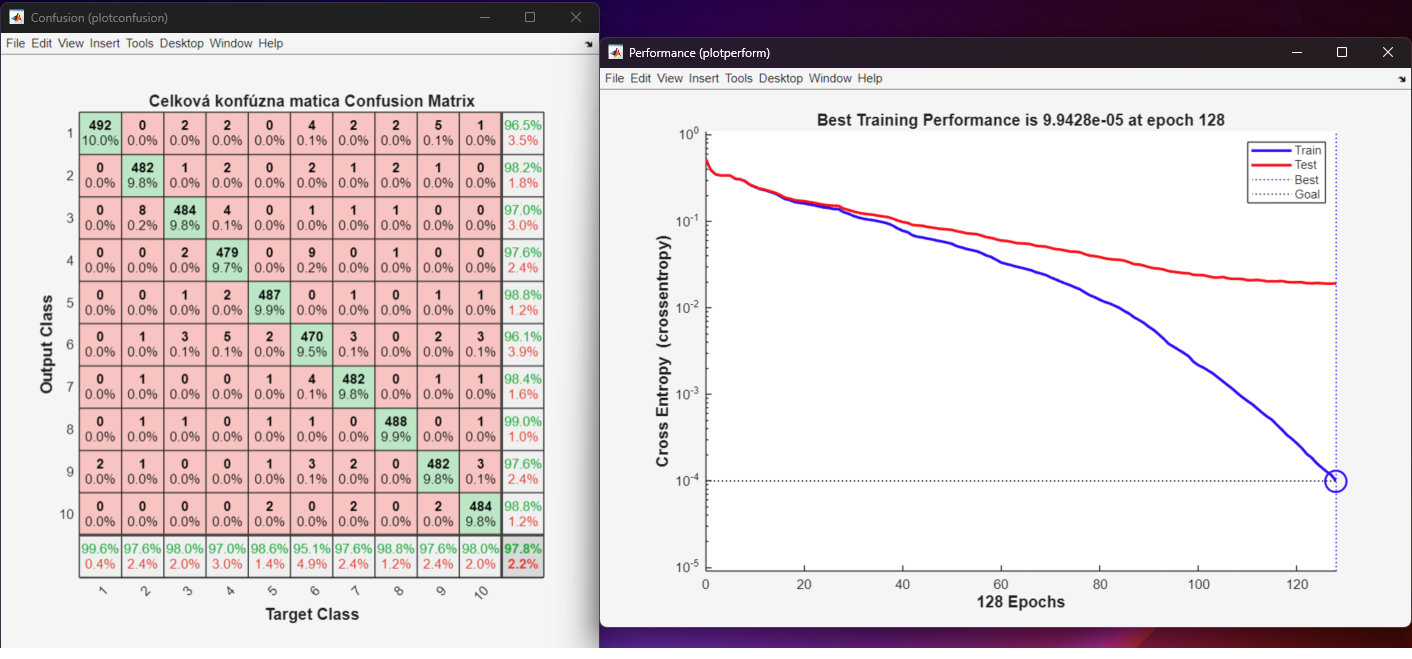 Confusion (plotconfusion)
File Edit View Insert Tools Desktop Window Help
Celková konfúzna matica Confusion Matrix
Output Class
1 492 0 2 2 0 4 2 2 5 1 96.5%
10.0% 0.0% 0.0% 0.0% 0.0% 0.1% 0.0% 0.0% 0.1% 0.0% 3.5%
2 0 482 1 2 0 2 1 2 1 0 98.2%
0.0% 9.8% 0.0% 0.0% 0.0% 0.0% 0.0% 0.0% 0.0% 0.0% 1.8%
3 0 8 484 4 0 1 1 1 0 0 97.0%
0.0% 0.2% 9.8% 0.1% 0.0% 0.0% 0.0% 0.0% 0.0% 0.0% 3.0%
4 0 0 2 479 0 9 0 1 0 0 97.6%
0.0% 0.0% 0.0% 9.7% 0.0% 0.2% 0.0% 0.0% 0.0% 0.0% 2.4%
5 0 0 1 2 487 0 1 0 1 1 98.8%
0.0% 0.0% 0.0% 0.0% 9.9% 0.0% 0.0% 0.0% 0.0% 0.0% 1.2%
6 0 1 3 5 2 470 3 0 2 3 96.1%
0.0% 0.0% 0.1% 0.1% 0.0% 9.5% 0.1% 0.0% 0.0% 0.1% 3.9%
7 0 1 0 0 1 4 482 0 1 1 98.4%
0.0% 0.0% 0.0% 0.0% 0.0% 0.1% 9.8% 0.0% 0.0% 0.0% 1.6%
8 0 1 1 0 1 1 0 488 0 1 99.0%
0.0% 0.0% 0.0% 0.0% 0.0% 0.0% 0.0% 9.9% 0.0% 0.0% 1.0%
9 2 1 0 0 1 3 2 0 482 3 97.6%
0.0% 0.0% 0.0% 0.0% 0.0% 0.1% 0.0% 0.0% 9.8% 0.1% 2.4%
10 0 0 0 0 2 0 2 0 2 484 98.8%
0.0% 0.0% 0.0% 0.0% 0.0% 0.0% 0.0% 0.0% 0.0% 9.8% 1.2%
99.6% 97.6% 98.0% 97.0% 98.6% 95.1% 97.6% 98.8% 97.6% 98.0% 97.8%
0.4% 2.4% 2.0% 3.0% 1.4% 4.9% 2.4% 1.2% 2.4% 2.0% 2.2%
1 2 3 4 5 6 7 8 9 10
Target Class
Performance (plotperform)
File Edit View Insert Tools Desktop Window Help
Best Training Performance is 9.9428e-05 at epoch 128
Train
Test
Best
Goal
Cross Entropy (crossentropy)
10^0
10^-1
10^-2
10^-3
10^-4
10^-5
0 20 40 60 80 100 120
128 Epochs